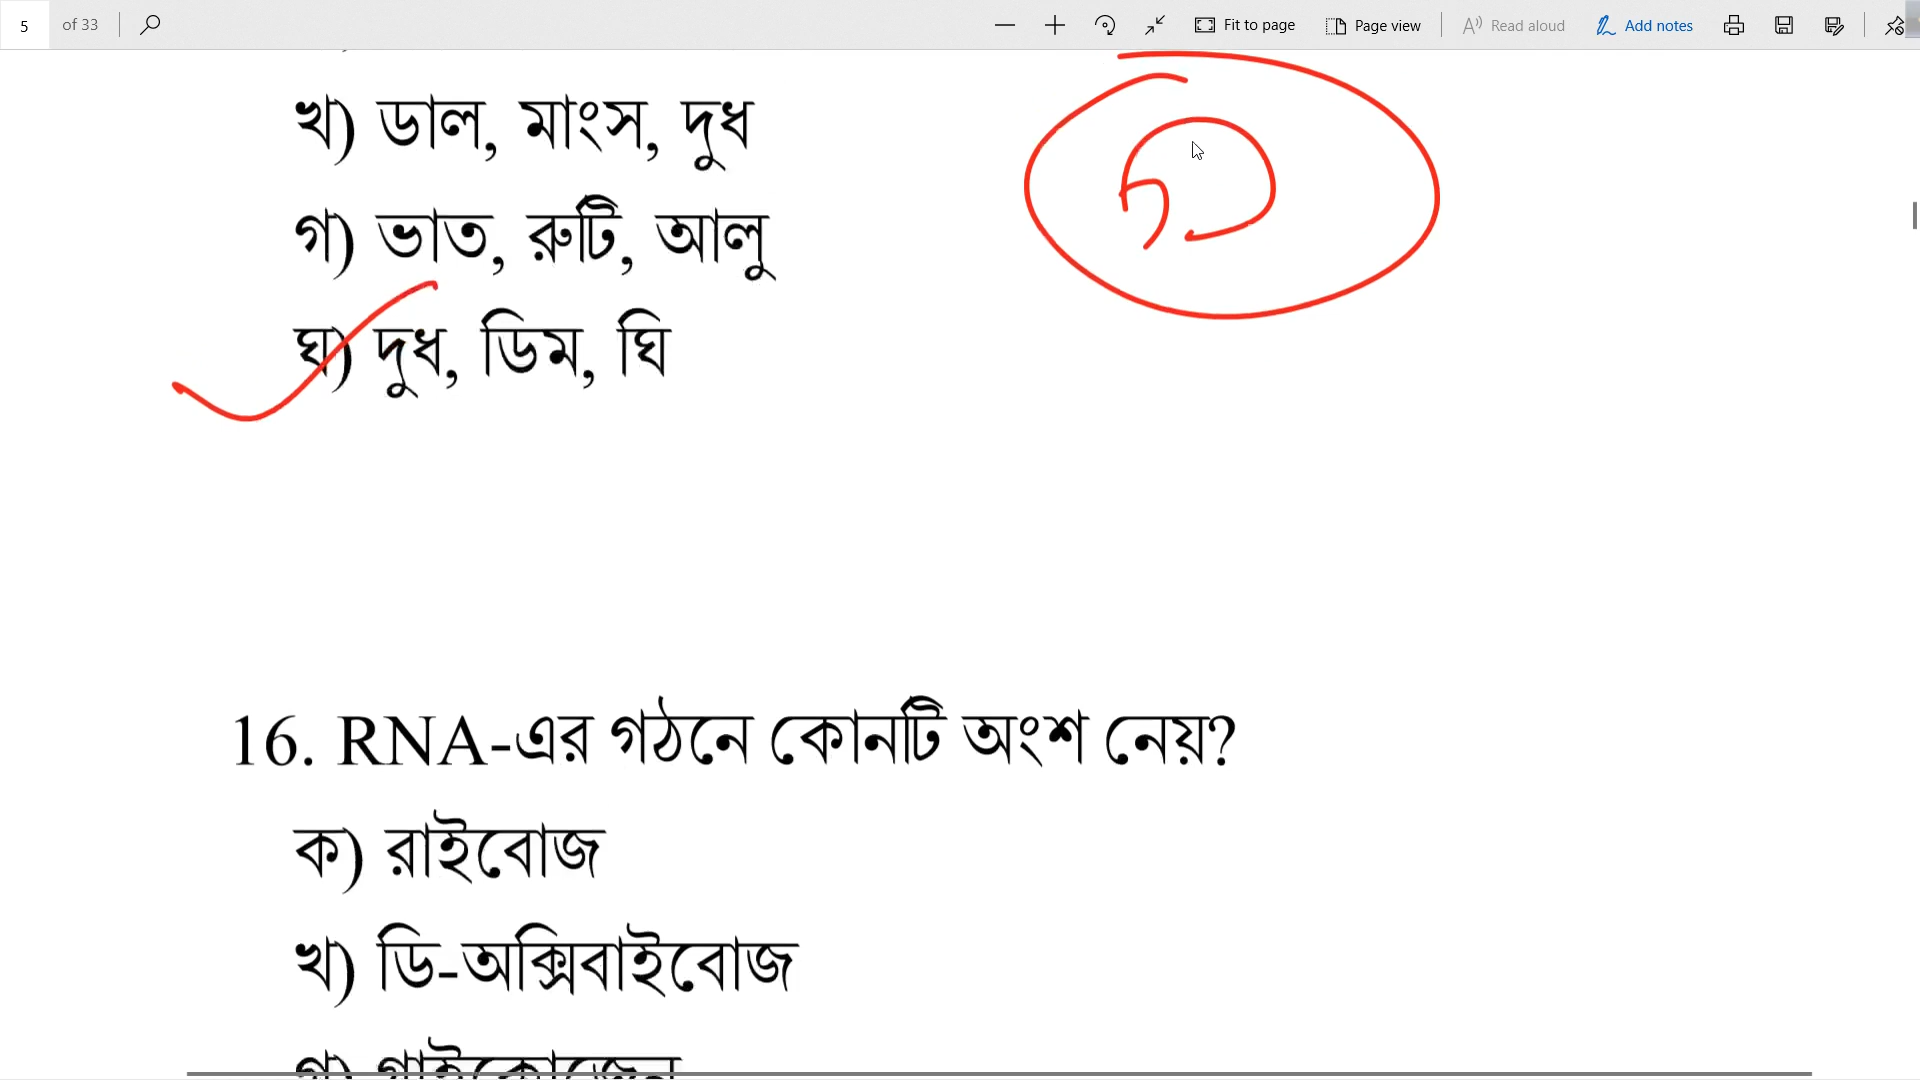 5 of 33 Fit to page Page view Read aloud Add notes
খ) ডাল, মাংস, দুধ
গ) ভাত, রুটি, আলু
ঘ) দুধ, ডিম, ঘি
16. RNA-এর গঠনে কোনটি অংশ নেয়?
ক) রাইবোজ
খ) ডি-অক্সিবাইবোজ